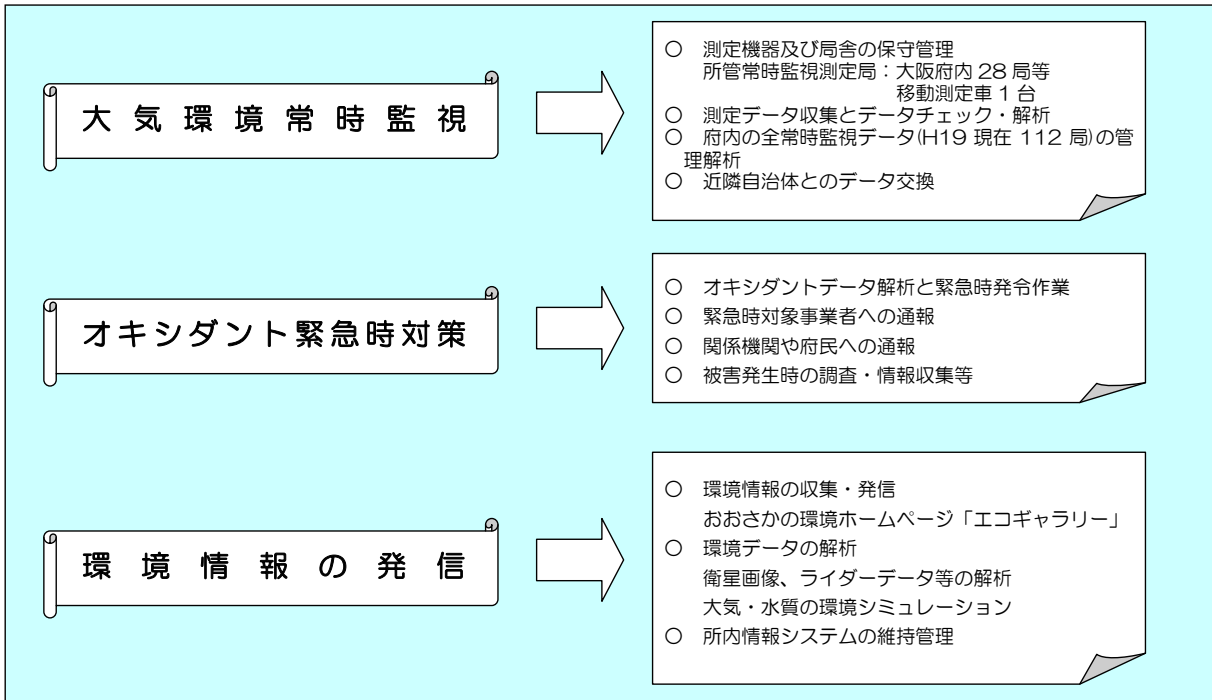 大気環境常時監視
○ 測定機器及び局舎の保守管理
所管常時監視測定局：大阪府内 28 局等
移動測定車 1 台
○ 測定データ収集とデータチェック・解析
○ 府内の全常時監視データ(H19 現在 112 局)の管
理解析
○ 近隣自治体とのデータ交換
オキシダント緊急時対策
○ オキシダントデータ解析と緊急時発令作業
○ 緊急時対象事業者への通報
○ 関係機関や府民への通報
○ 被害発生時の調査・情報収集等
環境情報の発信
○ 環境情報の収集・発信
おおさかの環境ホームページ「エコギャラリー」
○ 環境データの解析
衛星画像、ライダーデータ等の解析
大気・水質の環境シミュレーション
○ 所内情報システムの維持管理